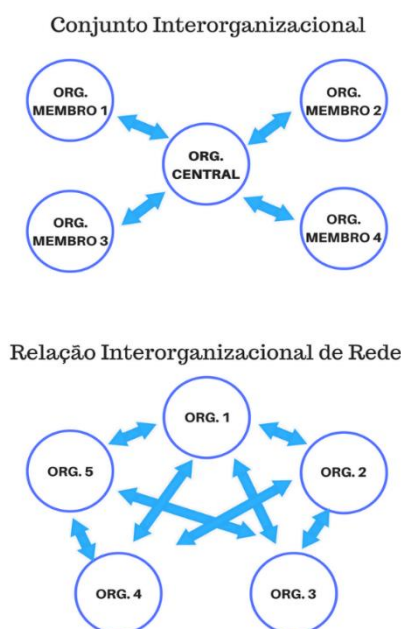 Conjunto Interorganizacional
ORG.
MEMBRO 1
ORG.
MEMBRO 2
ORG.
CENTRAL
ORG.
MEMBRO 3
ORG.
MEMBRO 4
Relação Interorganizacional de Rede
ORG. 1
ORG. 5
ORG. 2
ORG. 4
ORG. 3